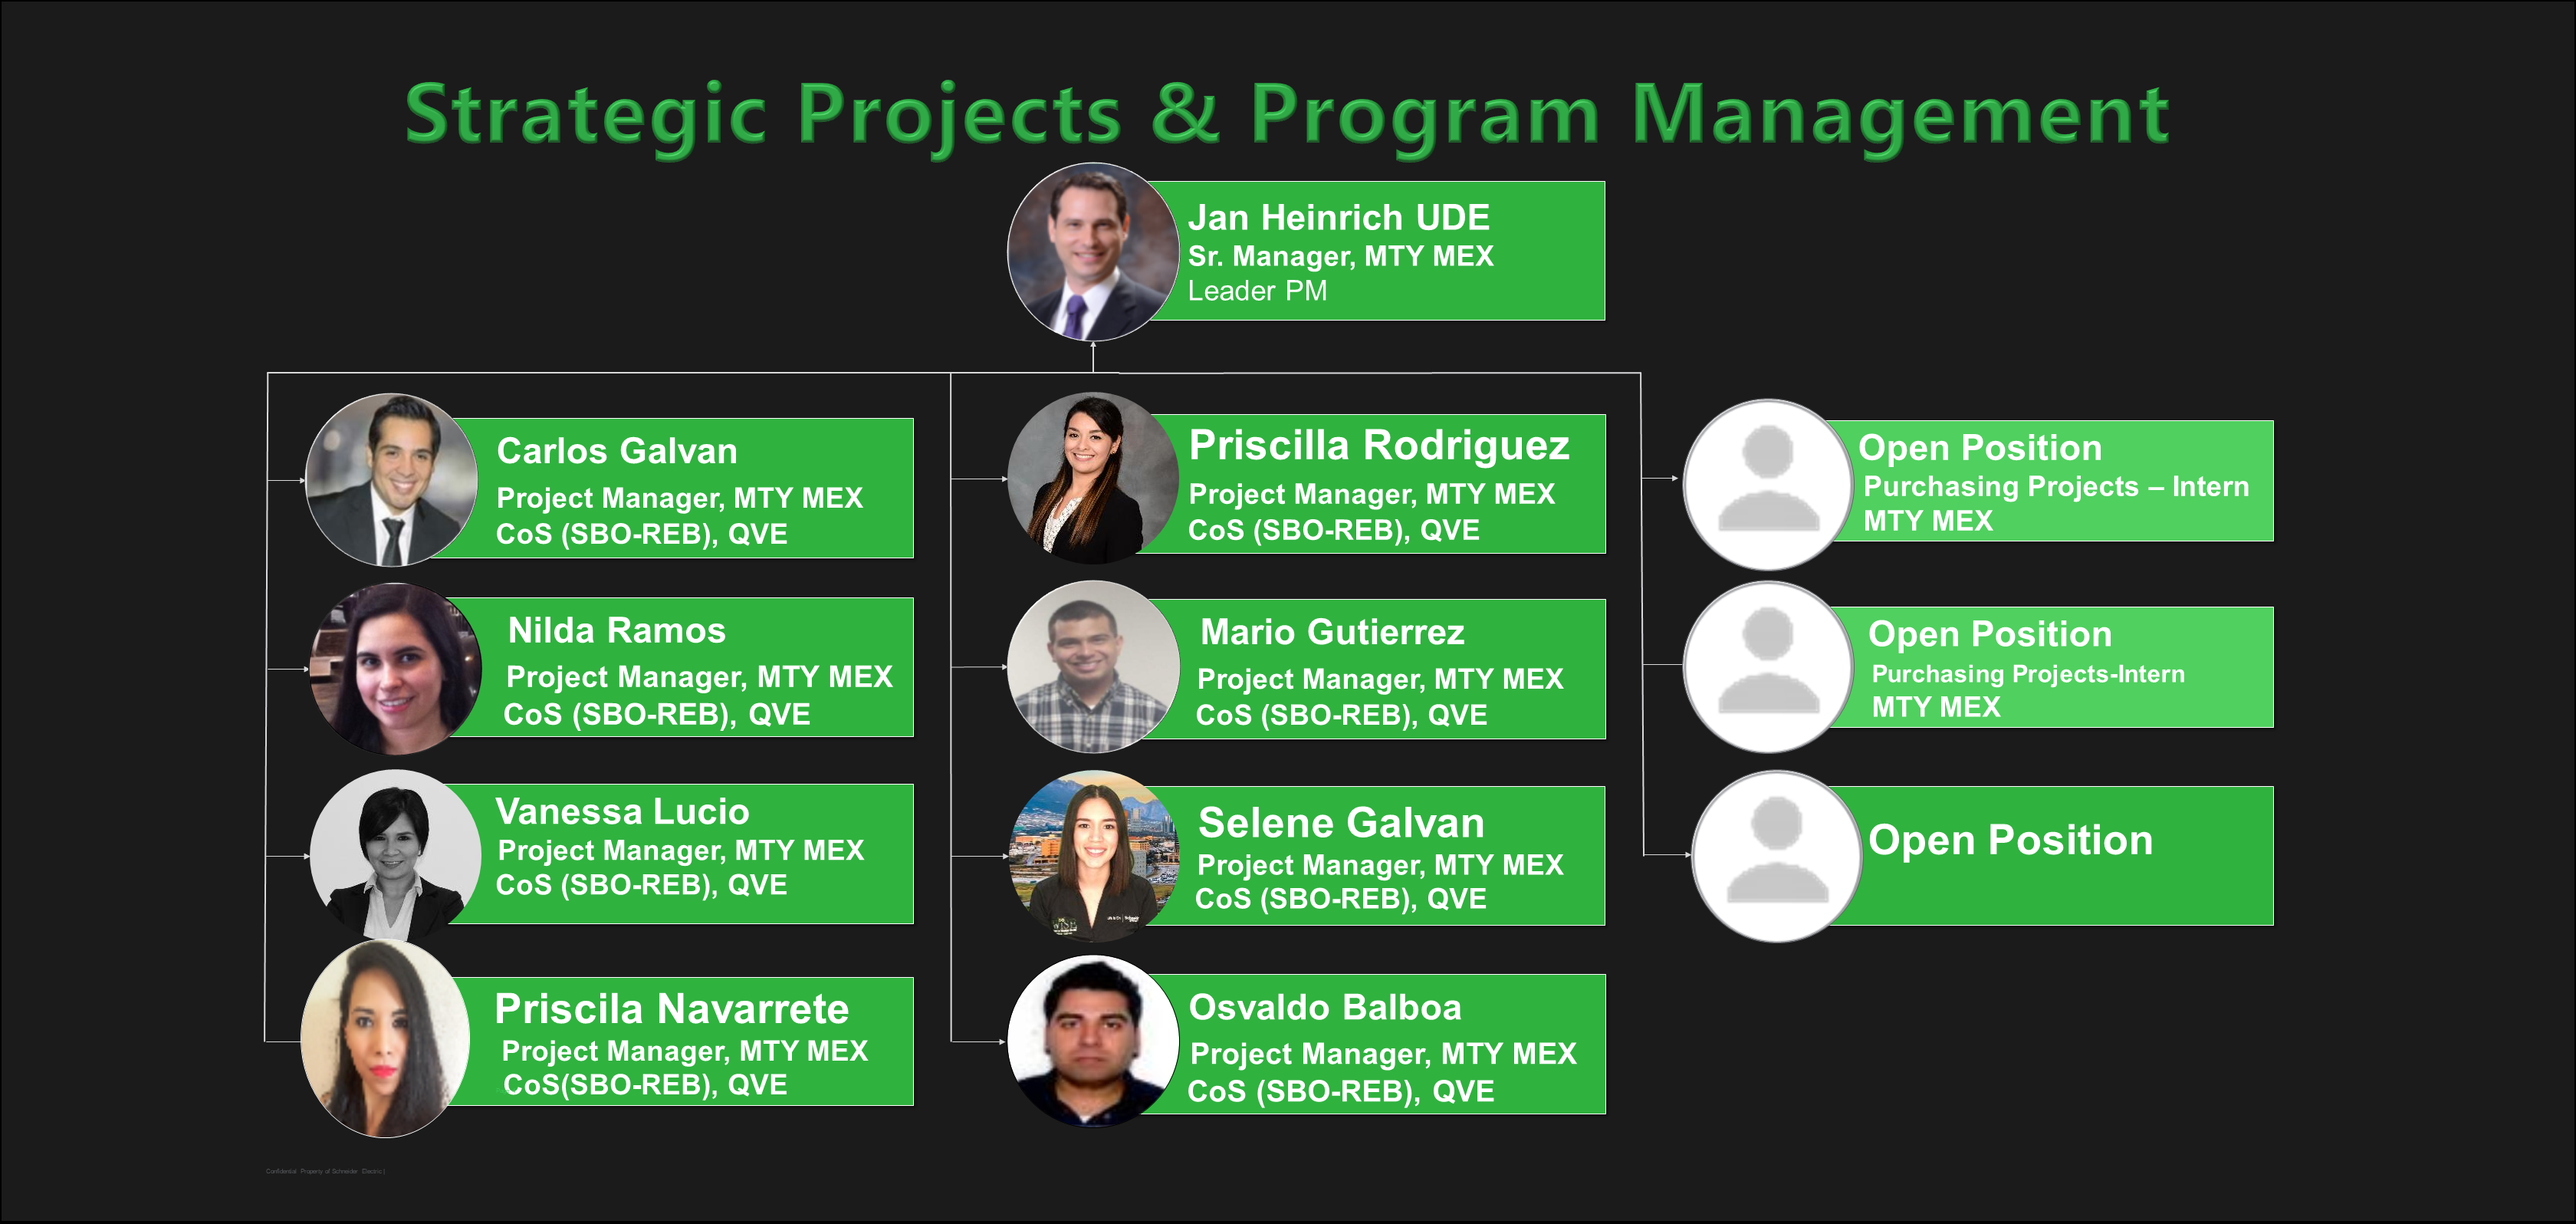 Strategic Projects & Program Management
Jan Heinrich UDE
Sr. Manager, MTY MEX
Leader PM
Carlos Galvan
Project Manager, MTY MEX
CoS (SBO-REB), QVE
Nilda Ramos
Project Manager, MTY MEX
CoS (SBO-REB), QVE
Vanessa Lucio
Project Manager, MTY MEX
CoS (SBO-REB), QVE
Priscila Navarrete
Project Manager, MTY MEX
CoS(SBO-REB), QVE
Priscilla Rodriguez
Project Manager, MTY MEX
CoS (SBO-REB), QVE
Mario Gutierrez
Project Manager, MTY MEX
CoS (SBO-REB), QVE
Selene Galvan
Project Manager, MTY MEX
CoS (SBO-REB), QVE
Osvaldo Balboa
Project Manager, MTY MEX
CoS (SBO-REB), QVE
Open Position
Purchasing Projects – Intern
MTY MEX
Open Position
Purchasing Projects-Intern
MTY MEX
Open Position
Confidential Property of Schneider Electric |